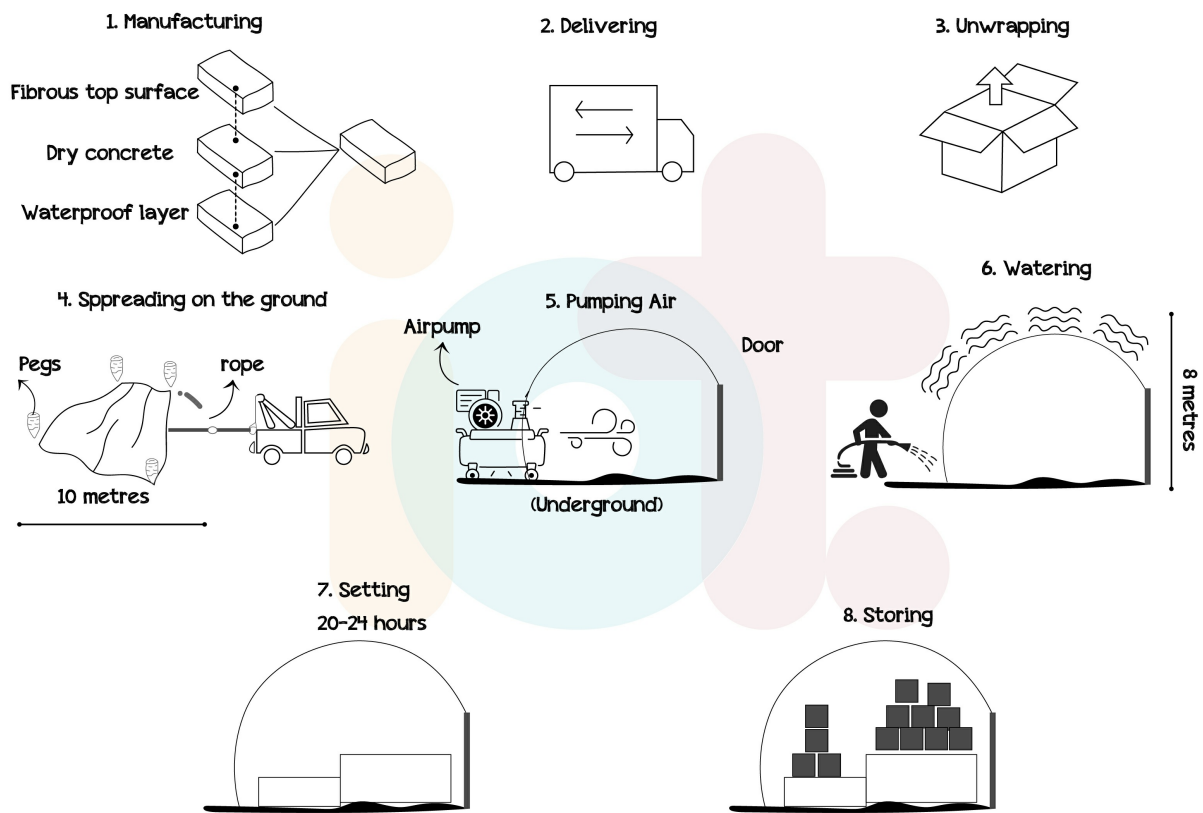 1. Manufacturing
Fibrous top surface
Dry concrete
Waterproof layer
2. Delivering
3. Unwrapping
4. Sppreading on the ground
Pegs
rope
10 metres
5. Pumping Air
Airpump
Door
(Underground)
6. Watering
8 metres
7. Setting
20-24 hours
8. Storing